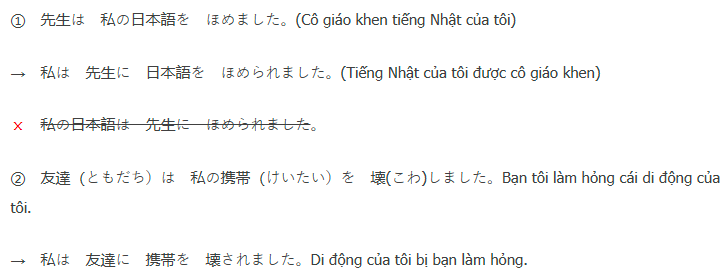 ① 先生は 私の日本語を ほめました。(Cô giáo khen tiếng Nhật của tôi)
→ 私は 先生に 日本語を ほめられました。(Tiếng Nhật của tôi được cô giáo khen)
× 私の日本語は 先生に ほめられました。
② 友達（ともだち）は 私の携帯（けいたい）を 壊(こわ)しました。Bạn tôi làm hỏng cái di động của
tôi.
→ 私は 友達に 携帯を 壊されました。Di động của tôi bị bạn làm hỏng.